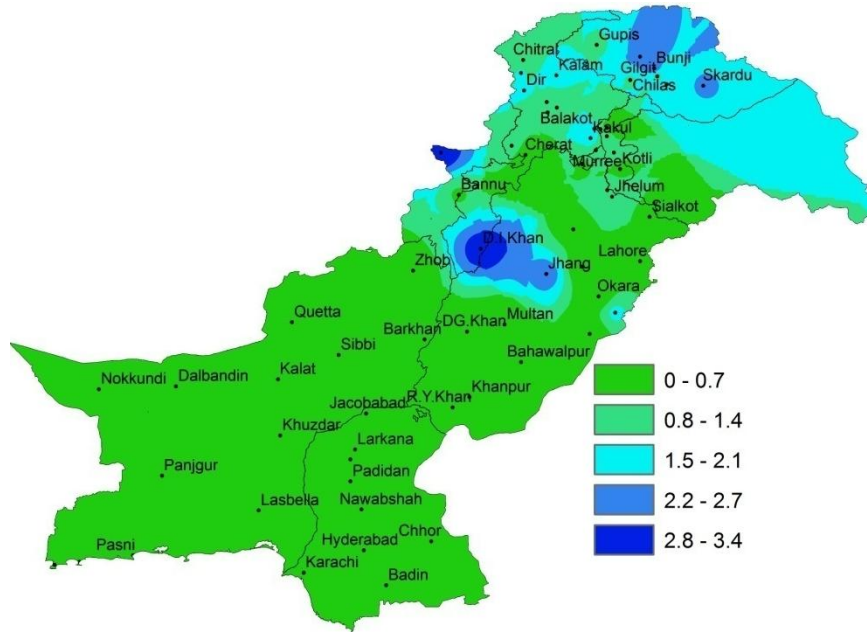 Gupis
Chitral
Kalam
Bunji
Gilgit
Dir
Chilas
Skardu
Balakot
Kakul
Cherat
Murree
Kotli
Bannu
Jhelum
Sialkot
D.I.Khan
Lahore
Zhob
Jhang
Okara
Quetta
DG.Khan
Multan
Sibbi
Barkhan
Bahawalpur
Nokkundi
Dalbandin
Kalat
Khanpur
R.Y.Khan
Jacobabad
Khuzdar
Larkana
Panjgur
Padidan
Lasbella
Nawabshah
Pasni
Hyderabad
Chhor
Karachi
Badin
0 - 0.7
0.8 - 1.4
1.5 - 2.1
2.2 - 2.7
2.8 - 3.4